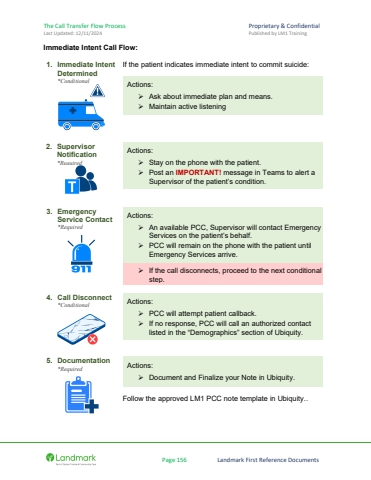 The Call Transfer Flow Process
Proprietary & Confidential
Last Updated: 12/11/2024
Published by LM1 Training
Immediate Intent Call Flow:
1. Immediate Intent Determined
*Conditional
If the patient indicates immediate intent to commit suicide:
Actions:
➢ Ask about immediate plan and means.
➢ Maintain active listening
2. Supervisor
Notification
*Required
T
Actions:
➢ Stay on the phone with the patient.
➢ Post an IMPORTANT! message in Teams to alert a
Supervisor of the patient's condition.
3. Emergency
Service Contact
*Required
911
Actions:
➢ An available PCC, Supervisor will contact Emergency
Services on the patient's behalf.
➢ PCC will remain on the phone with the patient until
Emergency Services arrive.
➢ If the call disconnects, proceed to the next conditional
step.
4. Call Disconnect
*Conditional
Actions:
➢ PCC will attempt patient callback.
➢ If no response, PCC will call an authorized contact
listed in the "Demographics" section of Ubiquity.
5. Documentation
*Required
Actions:
➢ Document and Finalize your Note in Ubiquity.
Follow the approved LM1 PCC note template in Ubiquity..
Landmark
Page 156
Landmark First Reference Documents